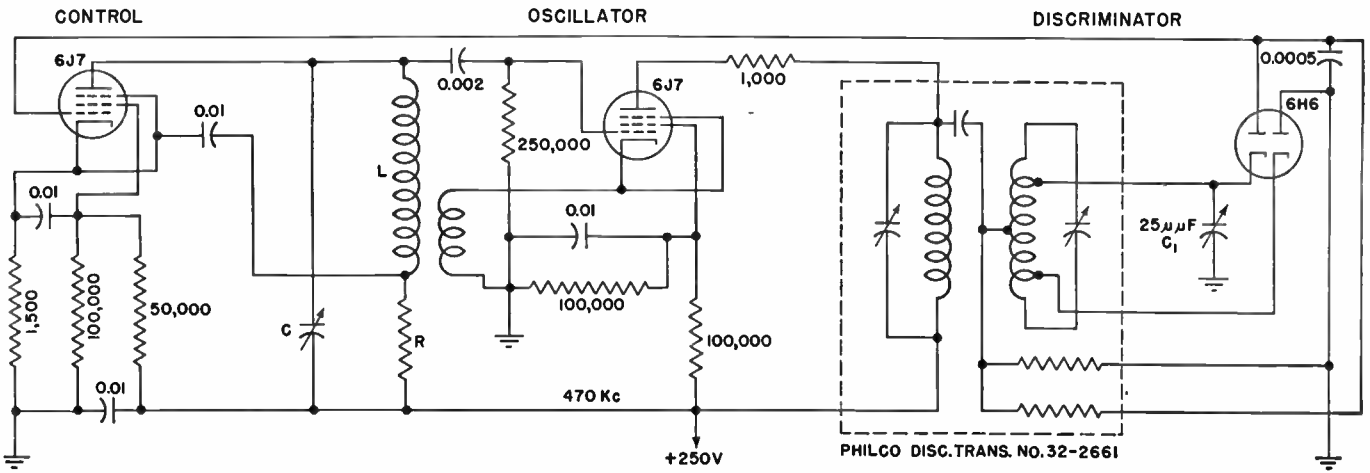 CONTROL
OSCILLATOR
DISCRIMINATOR
6J7
0.01
0.002
250,000
6J7
1,000
0.0005
6H6
L
0.01
0.01
25μμF
C1
1,500
100,000
50,000
C
R
100,000
100,000
0.01
470 Kc
+250V
PHILCO DISC. TRANS. NO. 32-2661